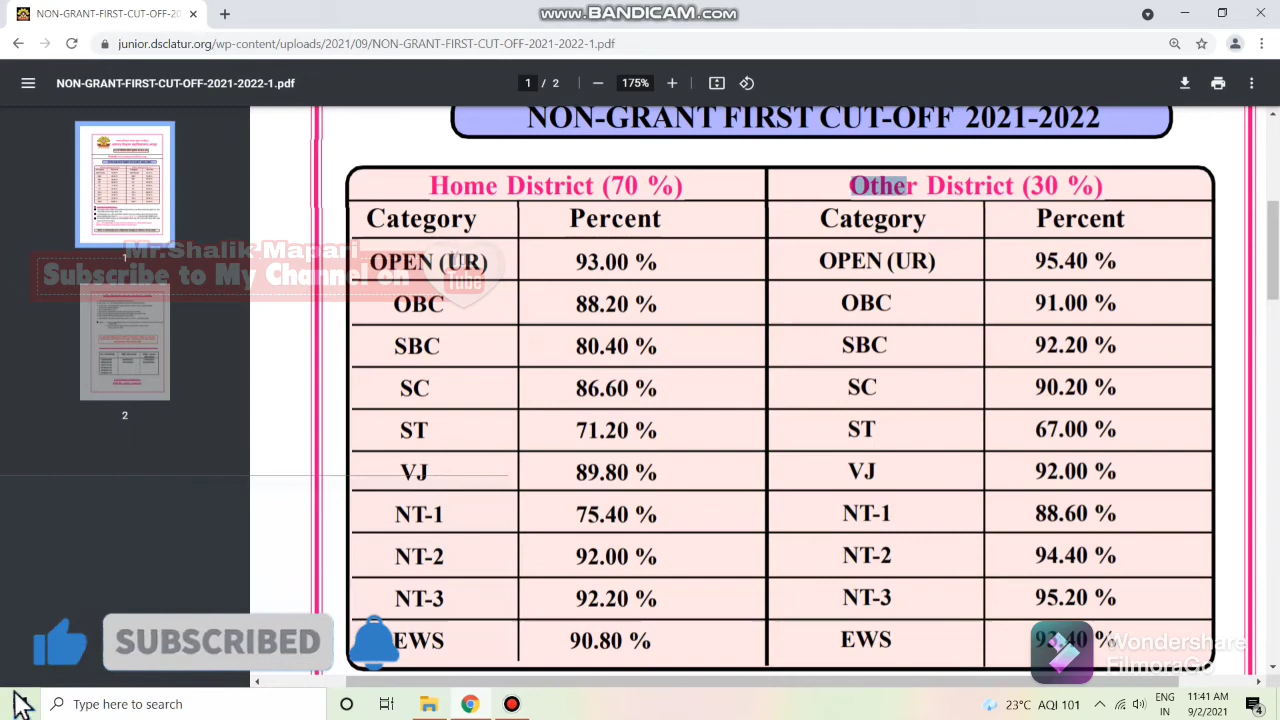 NON-GRANT-FIRST-CUT-OFF-20
www.BANDICAM.com
junior.dsclatur.org/wp-content/uploads/2021/09/NON-GRANT-FIRST-CUT-OFF-2021-2022-1.pdf
NON-GRANT-FIRST-CUT-OFF-2021-2022-1.pdf
1 / 2
175%
NON-GRANT FIRST CUT-OFF 2021-2022
Home District (70 %) Other District (30 %)
Category Percent Category Percent
OPEN (UR) 93.00 % OPEN (UR) 95.40 %
OBC 88.20 % OBC 91.00 %
SBC 80.40 % SBC 92.20 %
SC 86.60 % SC 90.20 %
ST 71.20 % ST 67.00 %
VJ 89.80 % VJ 92.00 %
NT-1 75.40 % NT-1 88.60 %
NT-2 92.00 % NT-2 94.40 %
NT-3 92.20 % NT-3 95.20 %
EWS 90.80 % EWS 93.40 %
Mr.Shalik Mapari
Subscribe to My Channel on
You Tube
1
2
SUBSCRIBED
Wondershare
FilmoraGo
Type here to search
23°C AQI 101
ENG
IN
11:41 AM
9/2/2021
4